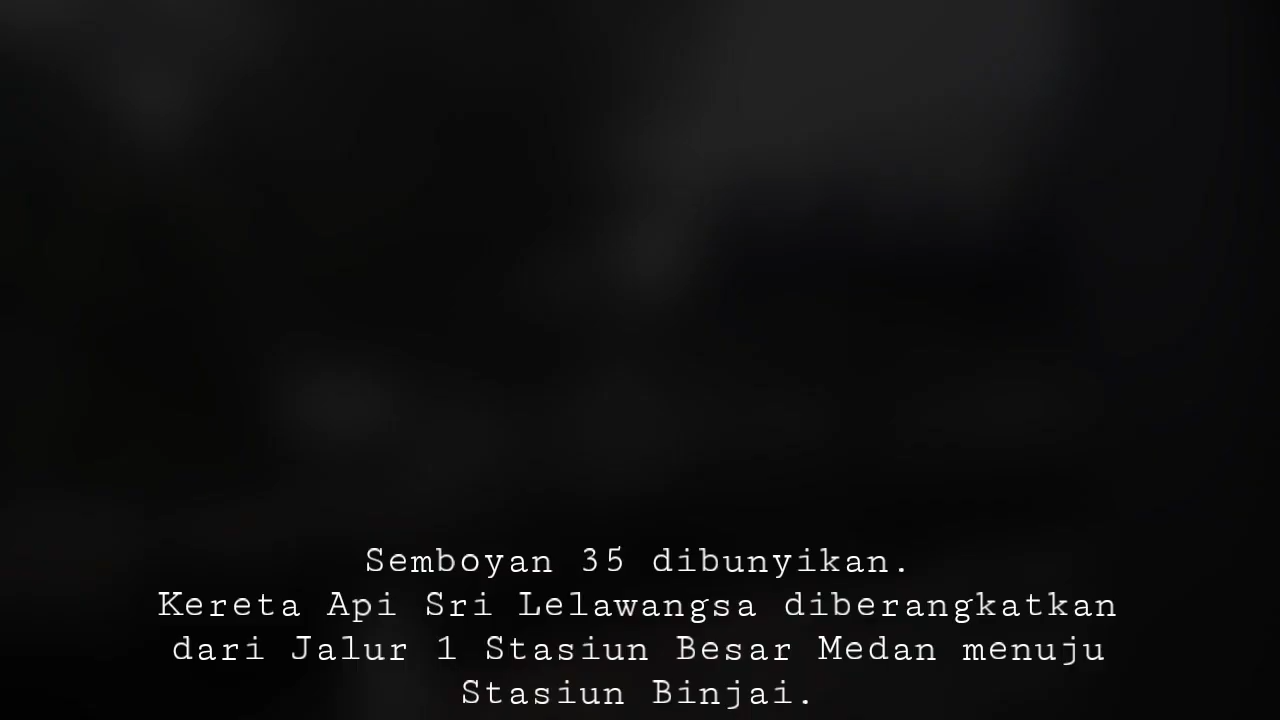 Semboyan 35 dibunyikan.
Kereta Api Sri Lelawangsa diberangkatkan
dari Jalur 1 Stasiun Besar Medan menuju
Stasiun Binjai.